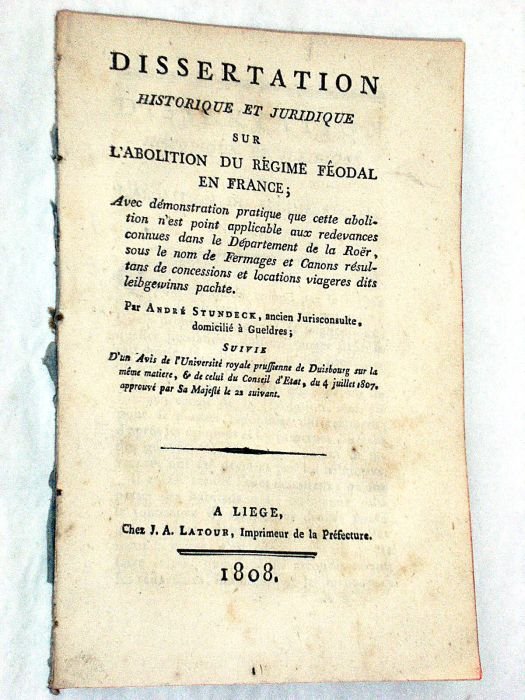 DISSERTATION
HISTORIQUE ET JURIDIQUE
SUR
L'ABOLITION DU RÉGIME FÉODAL
EN FRANCE;
Avec démonstration pratique que cette aboli-
tion n'est point applicable aux redevances
connues dans le Département de la Roër,
sous le nom de Fermages et Canons résul-
tans de concessions et locations viageres dits
leibgewinns pachte.
Par ANDRÉ STUNDECK, ancien Jurisconsulte,
domicilié à Gueldres;
SUIVIE
D'un Avis de l'Université royale prussienne de Duisbourg sur la
même matiere, & de celui du Conseil d'Etat, du 4 juillet 1807.
approuvé par Sa Majesté le 22 suivant.
A LIEGE,
Chez J. A. LATOUR, Imprimeur de la Préfecture.
1808.